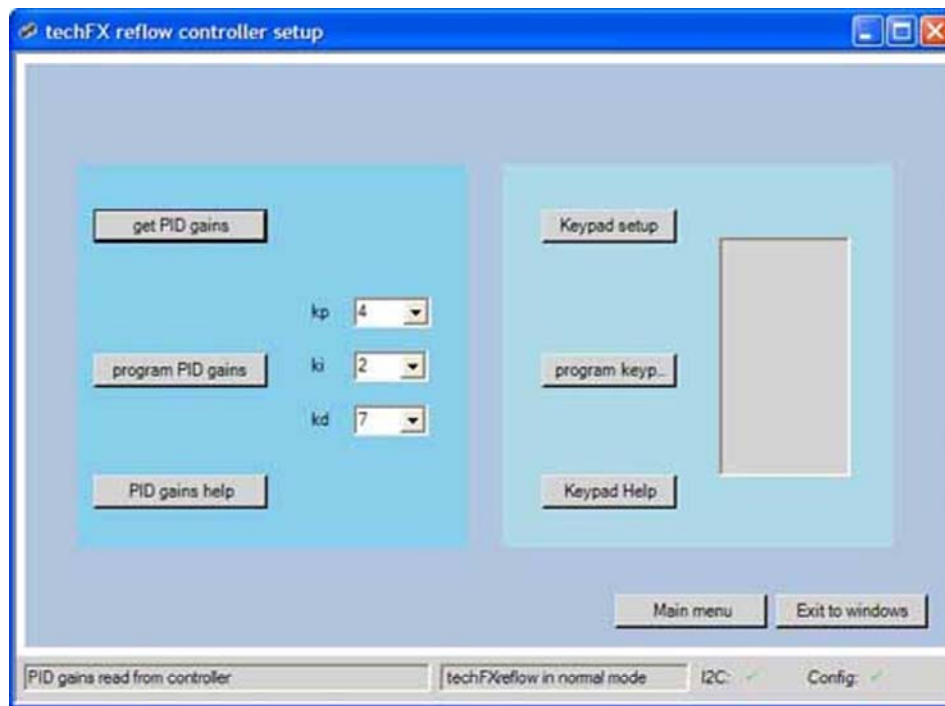 techFX reflow controller setup
get PID gains
kp 4
program PID gains
ki 2
kd 7
PID gains help
Keypad setup
program keyp...
Keypad Help
Main menu
Exit to windows
PID gains read from controller
techFXreflow in normal mode
I2C:
Config: